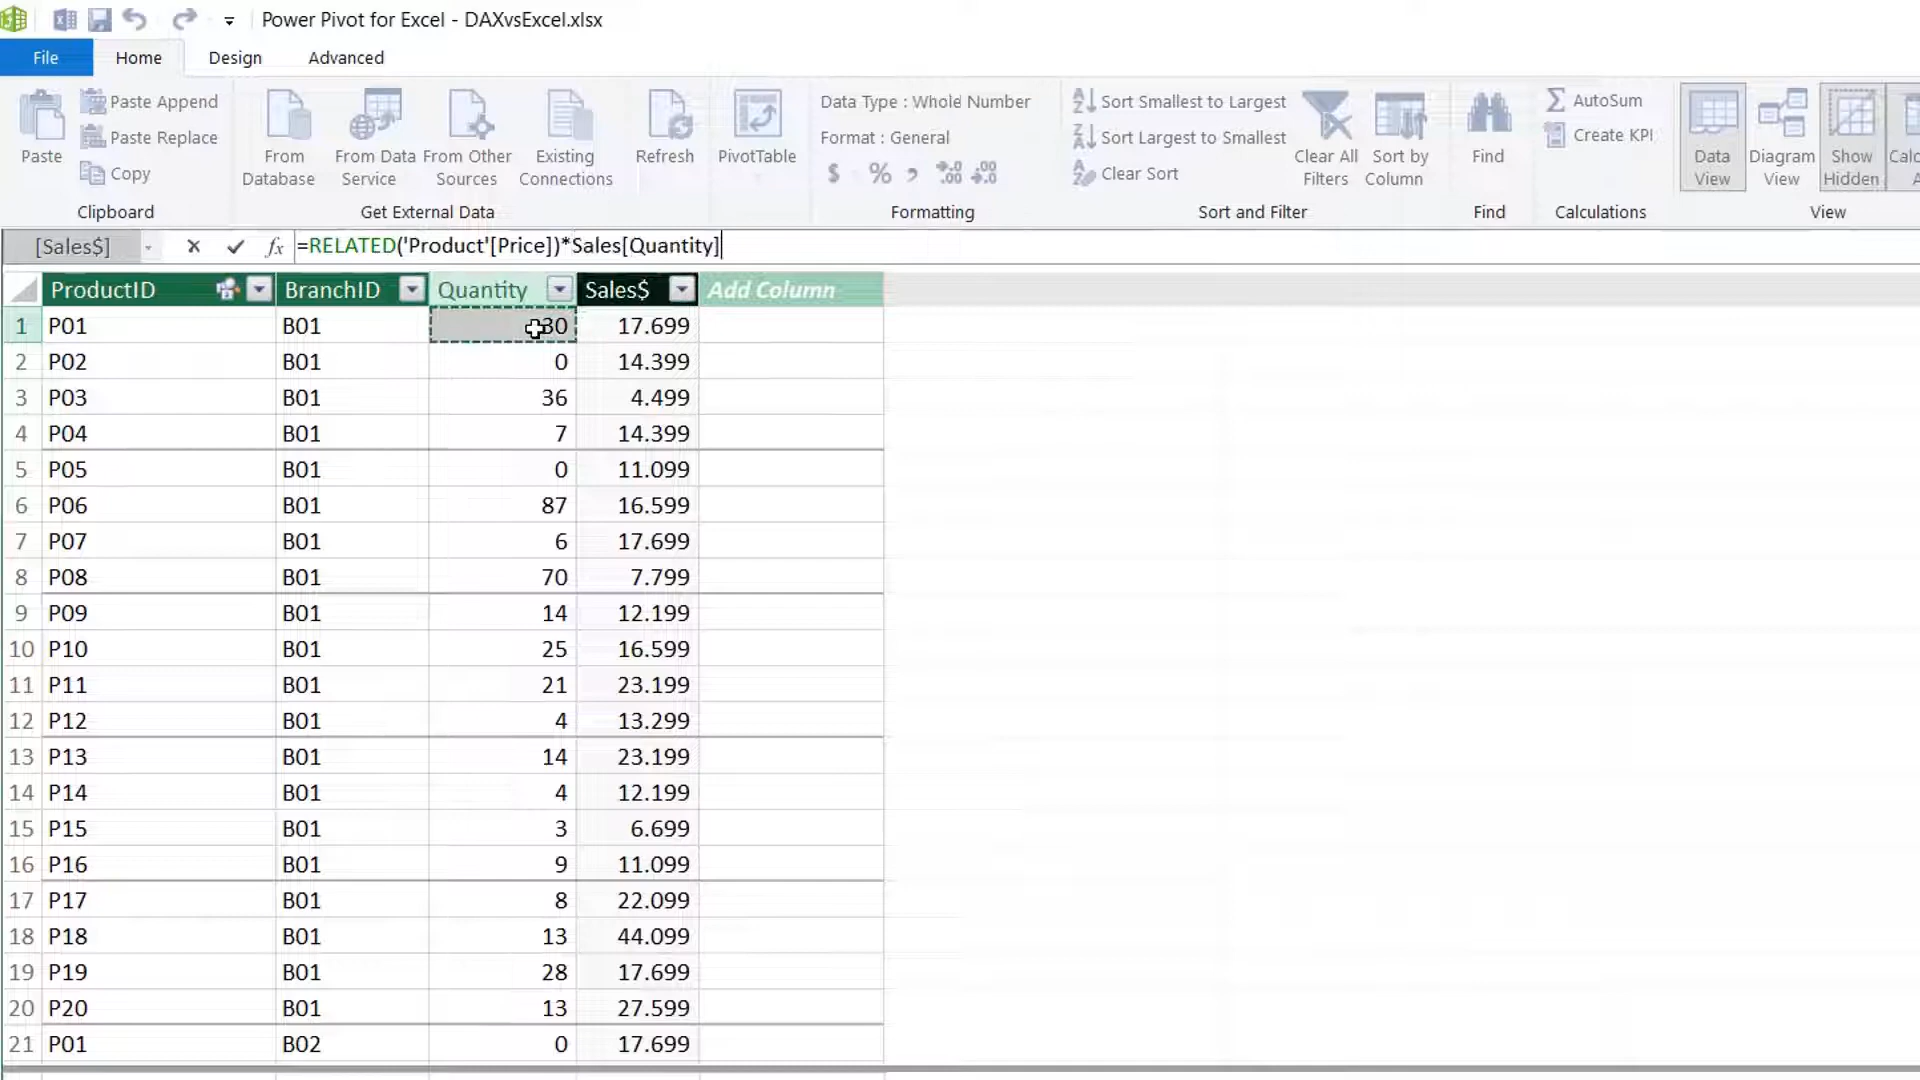 Power Pivot for Excel - DAXvsExcel.xlsx
File Home Design Advanced
Paste
Paste Append
Paste Replace
Copy
Clipboard
From Database
From Data Service
From Other Sources
Existing Connections
Get External Data
Refresh
PivotTable
Data Type : Whole Number
Format : General
$ % , .0 .00 .00 .0
Formatting
Sort Smallest to Largest
Sort Largest to Smallest
Clear Sort
Clear All Filters
Sort by Column
Sort and Filter
Find
Find
AutoSum
Create KPI
Calculations
Data View
Diagram View
Show Hidden
View
[Sales$] fx =RELATED('Product'[Price])*Sales[Quantity]
ProductID BranchID Quantity Sales$ Add Column
1 P01 B01 30 17.699
2 P02 B01 0 14.399
3 P03 B01 36 4.499
4 P04 B01 7 14.399
5 P05 B01 0 11.099
6 P06 B01 87 16.599
7 P07 B01 6 17.699
8 P08 B01 70 7.799
9 P09 B01 14 12.199
10 P10 B01 25 16.599
11 P11 B01 21 23.199
12 P12 B01 4 13.299
13 P13 B01 14 23.199
14 P14 B01 4 12.199
15 P15 B01 3 6.699
16 P16 B01 9 11.099
17 P17 B01 8 22.099
18 P18 B01 13 44.099
19 P19 B01 28 17.699
20 P20 B01 13 27.599
21 P01 B02 0 17.699